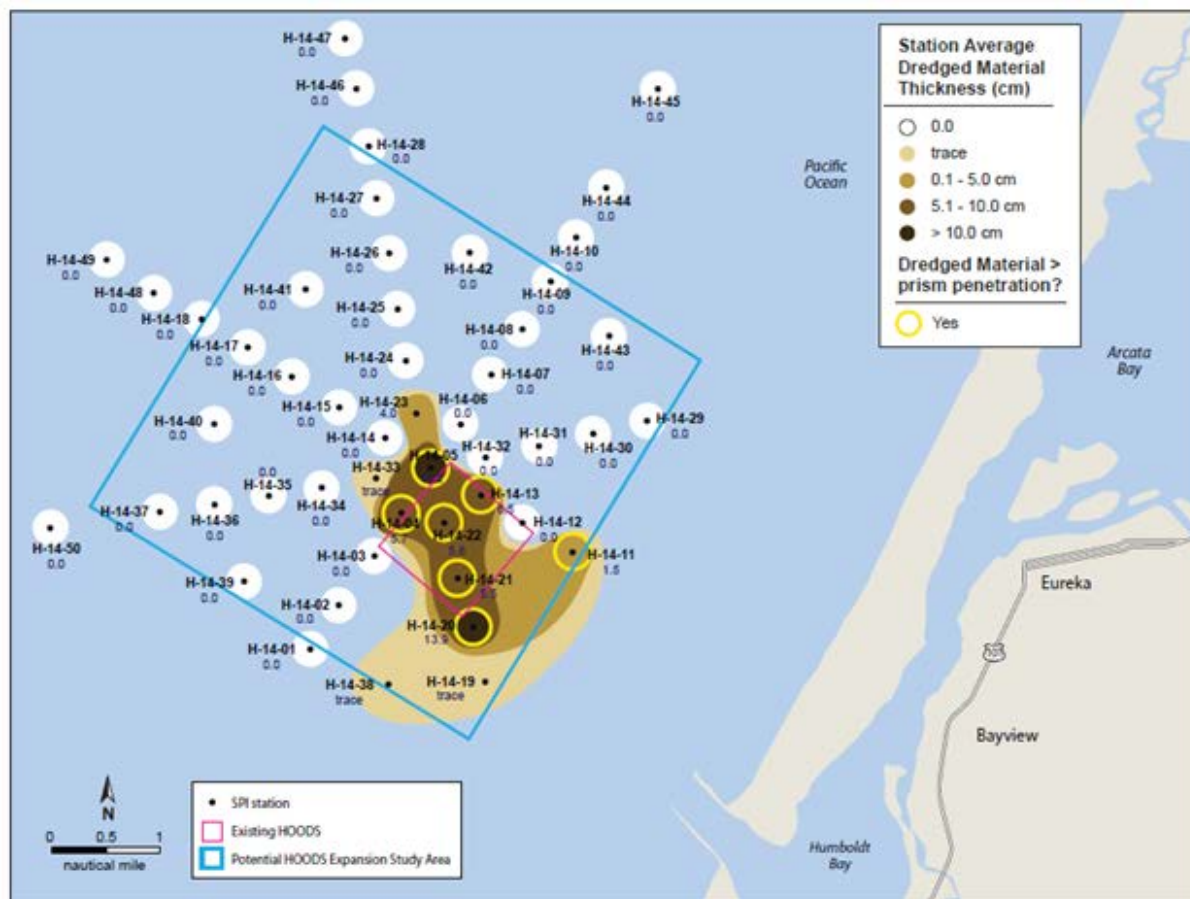 H-14-47
0.0
H-14-46
0.0
H-14-45
0.0
H-14-28
0.0
H-14-27
0.0
H-14-44
0.0
H-14-26
0.0
H-14-42
0.0
H-14-10
0.0
H-14-49
0.0
H-14-48
0.0
H-14-41
0.0
H-14-09
0.0
H-14-18
0.0
H-14-25
0.0
H-14-08
0.0
H-14-43
0.0
H-14-17
0.0
H-14-24
0.0
H-14-16
0.0
H-14-07
0.0
H-14-23
4.0
H-14-06
0.0
H-14-15
0.0
H-14-29
0.0
H-14-40
0.0
H-14-14
0.0
H-14-32
0.0
H-14-31
0.0
H-14-30
0.0
H-14-05
H-14-33
trace
0.0
H-14-35
H-14-34
0.0
H-14-13
H-14-37
0.0
H-14-36
0.0
H-14-04
H-14-22
H-14-12
0.0
H-14-50
0.0
H-14-03
0.0
H-14-11
1.5
H-14-39
0.0
H-14-21
H-14-02
0.0
H-14-20
13.9
H-14-01
0.0
H-14-38
trace
H-14-19
trace
Station Average
Dredged Material
Thickness (cm)
0.0
trace
0.1 - 5.0 cm
5.1 - 10.0 cm
> 10.0 cm
Dredged Material >
prism penetration?
Yes
Pacific
Ocean
Arcata
Bay
Eureka
101
Bayview
Humboldt
Bay
N
0 0.5 1
nautical mile
SPI station
Existing HOODS
Potential HOODS Expansion Study Area